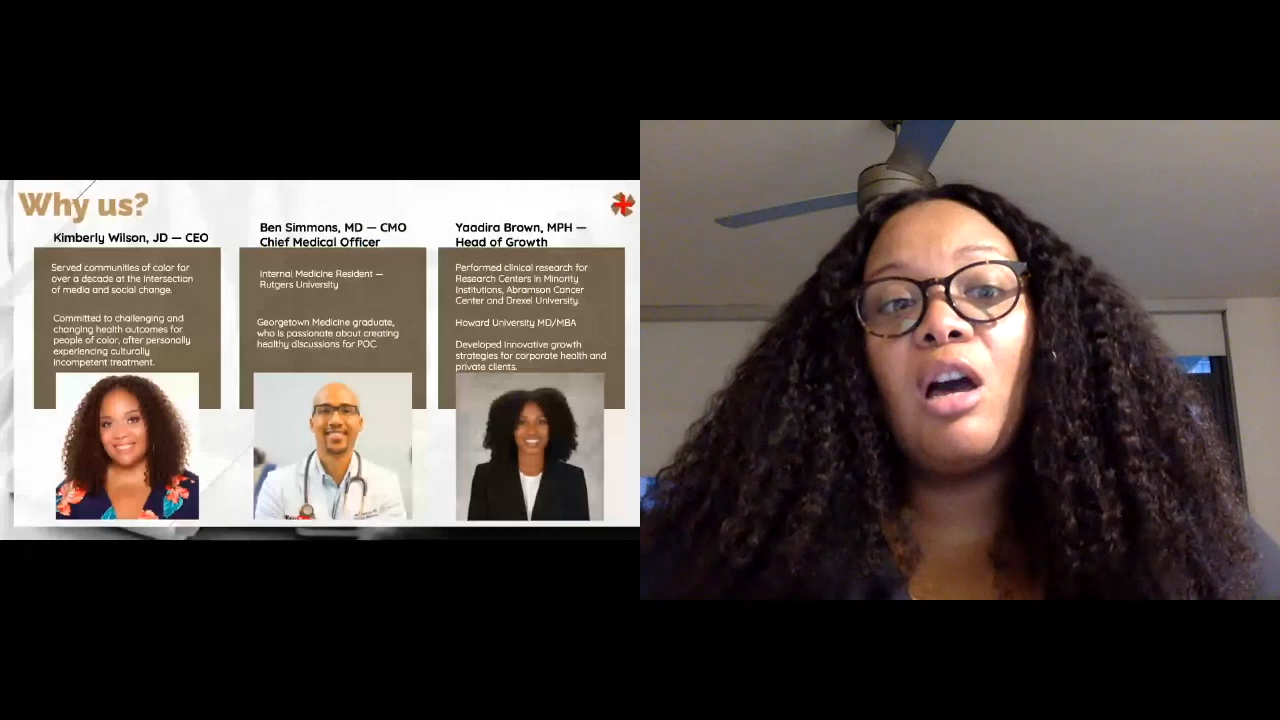 Why us?
Kimberly Wilson, JD — CEO
Served communities of color for
over a decade at the intersection
of media and social change.
Committed to challenging and
changing health outcomes for
people of color, after personally
experiencing culturally
incompetent treatment.
Ben Simmons, MD — CMO
Chief Medical Officer
Internal Medicine Resident —
Rutgers University
Georgetown Medicine graduate,
who is passionate about creating
healthy discussions for POC
Yaadira Brown, MPH —
Head of Growth
Performed clinical research for
Research Centers in Minority
Institutions, Abramson Cancer
Center and Drexel University.
Howard University MD/MBA
Developed innovative growth
strategies for corporate health and
private clients.